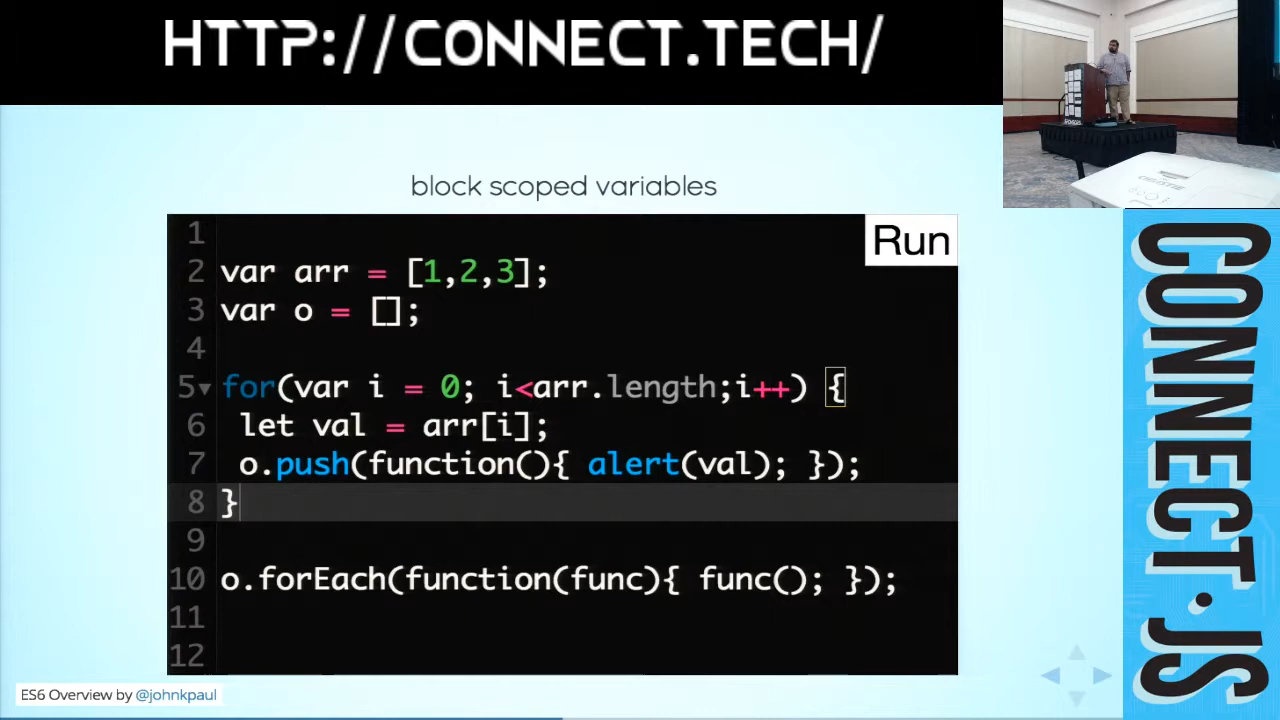 HTTP://CONNECT.TECH/
block scoped variables
Run
1
2 var arr = [1,2,3];
3 var o = [];
4
5 for(var i = 0; i<arr.length;i++) {
6 let val = arr[i];
7 o.push(function(){ alert(val); });
8 }
9
10 o.forEach(function(func){ func(); });
11
12
ES6 Overview by @johnkpaul
CONNECT.JS
CHRISTIE